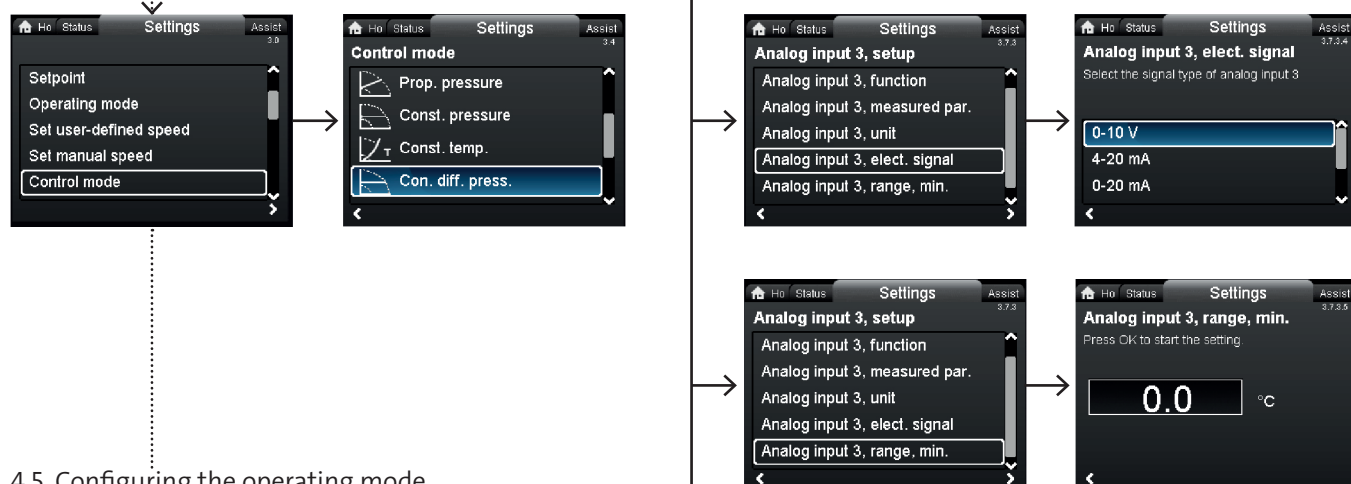 Ho Status Settings Assist
3.0
Setpoint
Operating mode
Set user-defined speed
Set manual speed
Control mode
Ho Status Settings Assist
3.4
Control mode
Prop. pressure
Const. pressure
T Const. temp.
Con. diff. press.
4.5 Configuring the operating mode
Ho Status Settings Assist
3.7.3
Analog input 3, setup
Analog input 3, function
Analog input 3, measured par.
Analog input 3, unit
Analog input 3, elect. signal
Analog input 3, range, min.
Ho Status Settings Assist
3.7.3.4
Analog input 3, elect. signal
Select the signal type of analog input 3
0-10 V
4-20 mA
0-20 mA
Ho Status Settings Assist
3.7.3
Analog input 3, setup
Analog input 3, function
Analog input 3, measured par.
Analog input 3, unit
Analog input 3, elect. signal
Analog input 3, range, min.
Ho Status Settings Assist
3.7.3.5
Analog input 3, range, min.
Press OK to start the setting.
0.0 °C